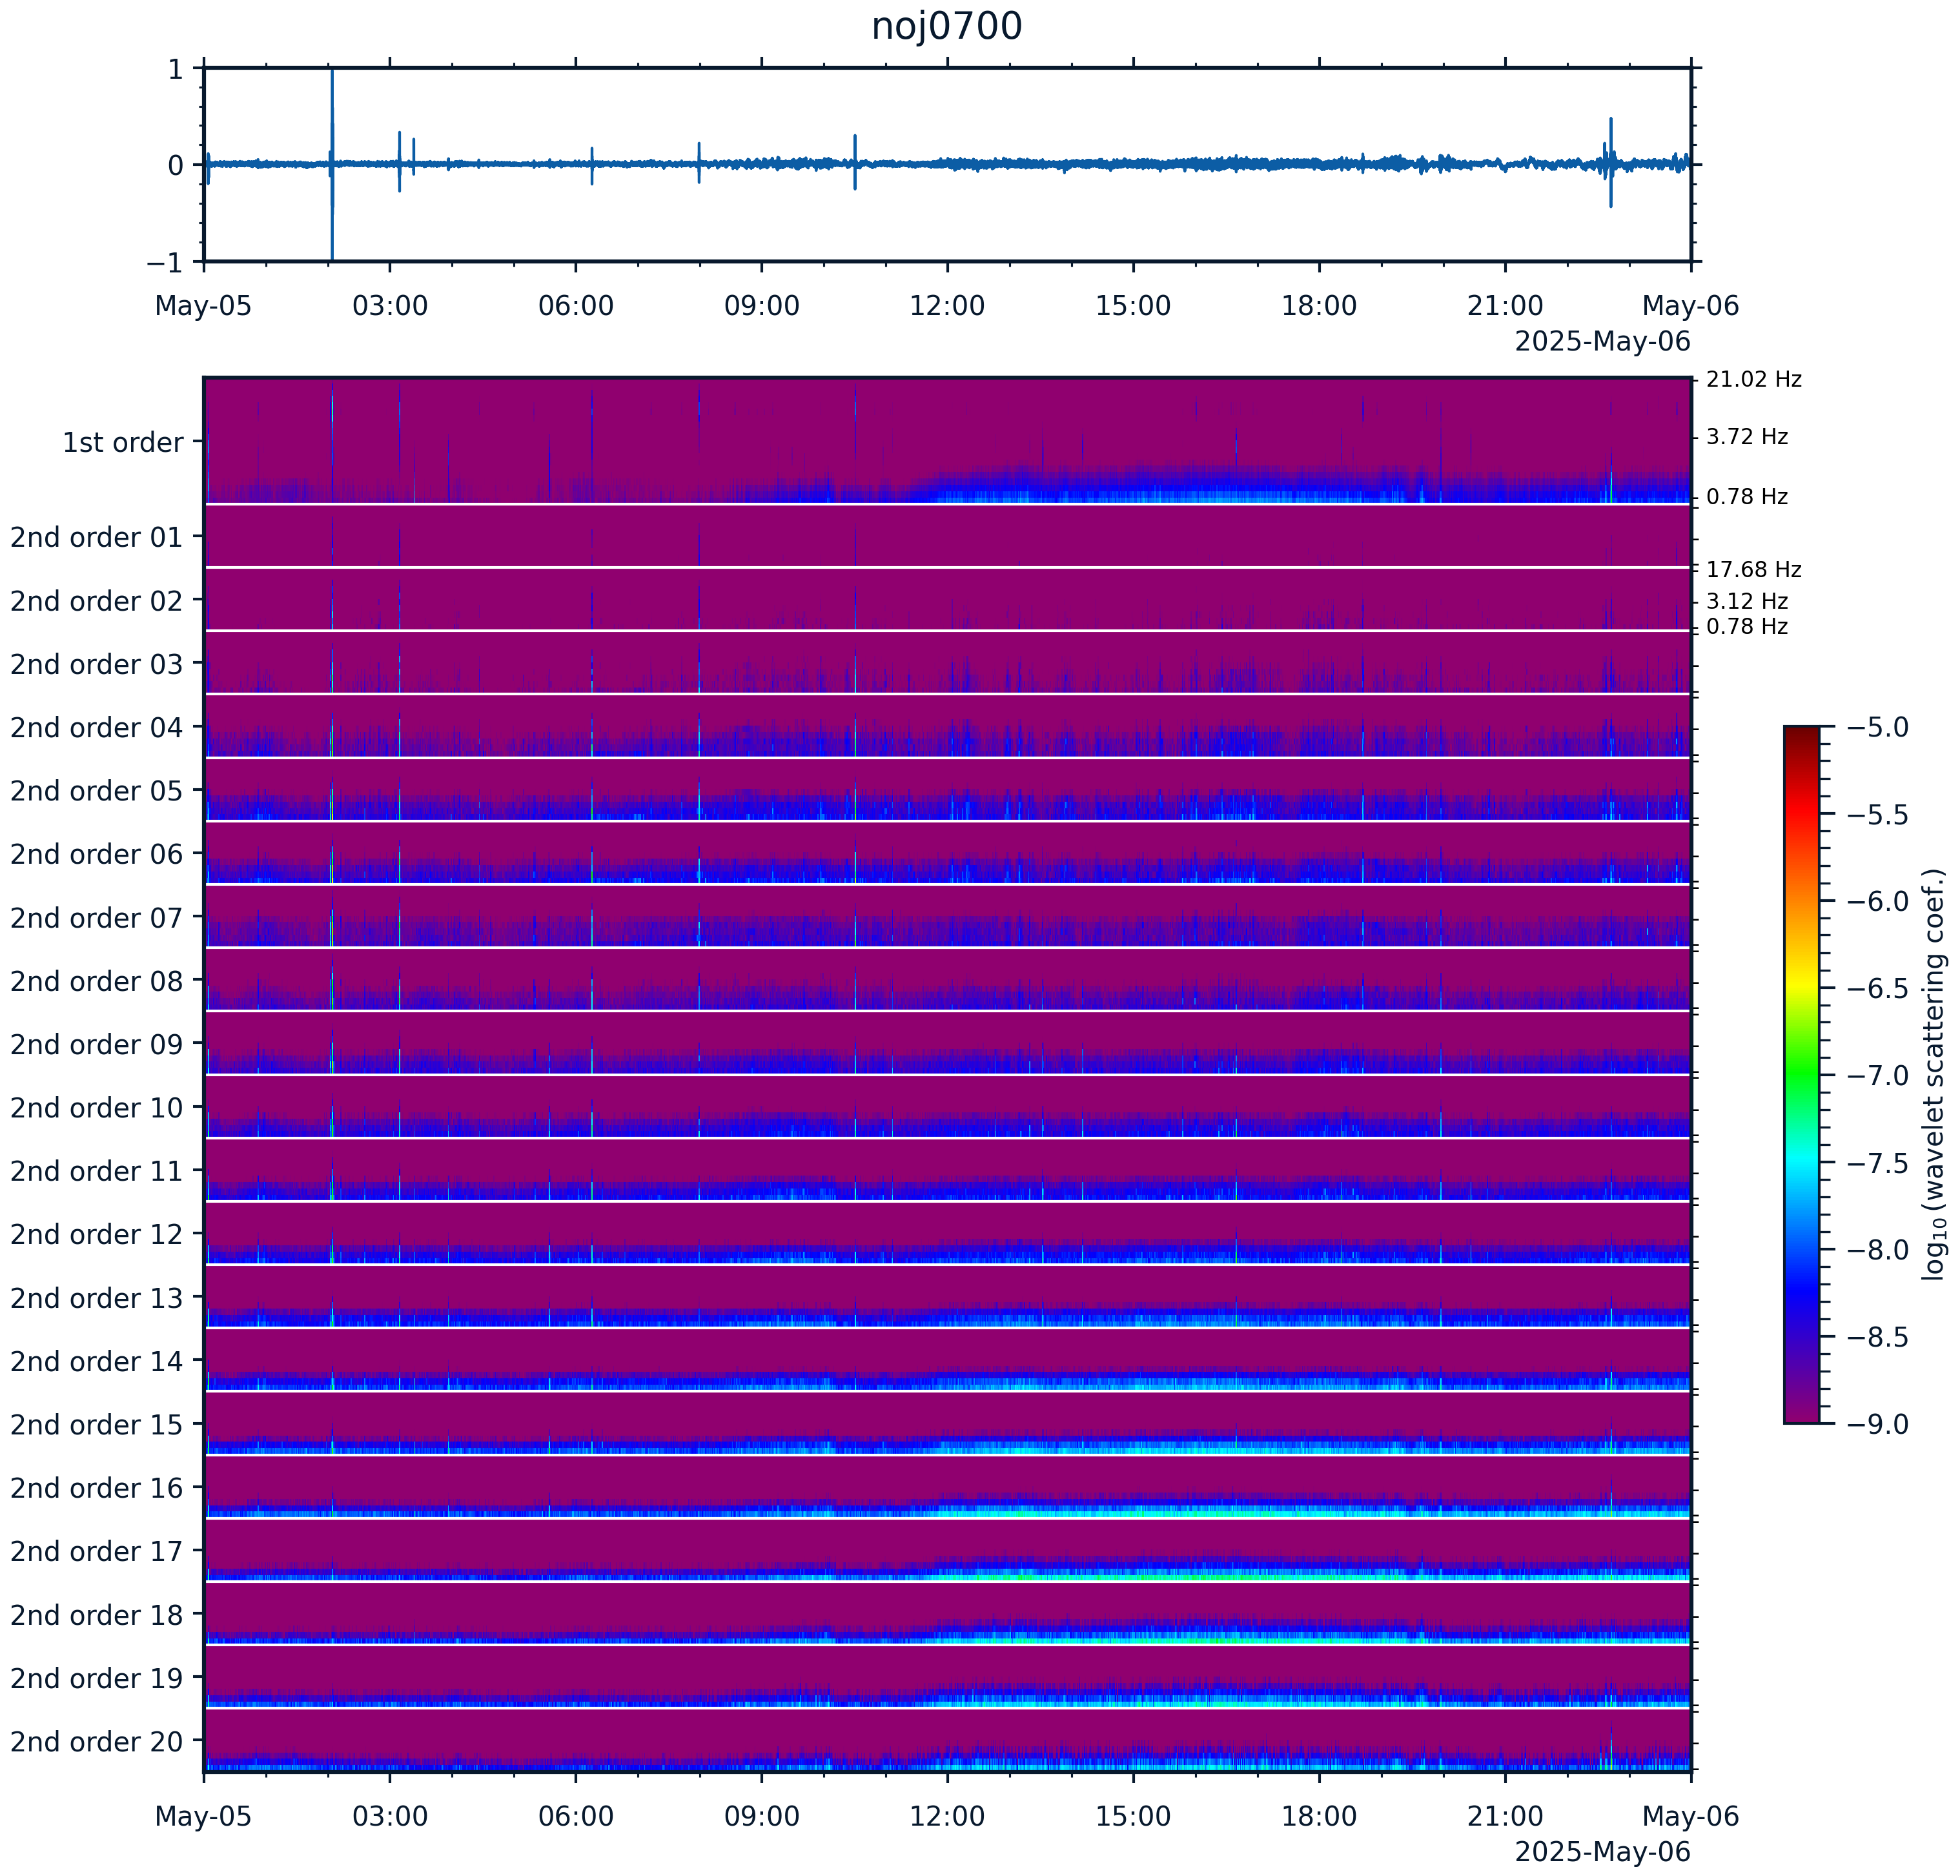 noj0700
1
0
−1
May-05 03:00 06:00 09:00 12:00 15:00 18:00 21:00 May-06
2025-May-06
21.02 Hz
1st order 3.72 Hz
0.78 Hz
2nd order 01
17.68 Hz
2nd order 02 3.12 Hz
0.78 Hz
2nd order 03
2nd order 04
2nd order 05
2nd order 06
2nd order 07
2nd order 08
2nd order 09
2nd order 10
2nd order 11
2nd order 12
2nd order 13
2nd order 14
2nd order 15
2nd order 16
2nd order 17
2nd order 18
2nd order 19
2nd order 20
May-05 03:00 06:00 09:00 12:00 15:00 18:00 21:00 May-06
2025-May-06
−5.0
−5.5
−6.0
−6.5
−7.0
−7.5
−8.0
−8.5
−9.0
log₁₀(wavelet scattering coef.)